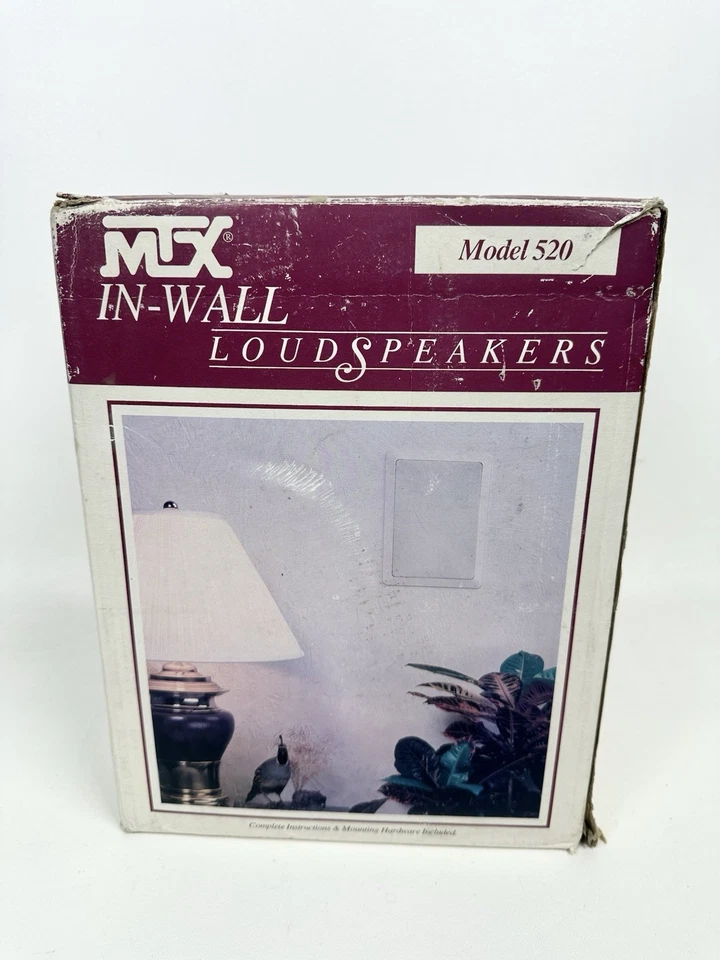 MTX®
Model 520
IN-WALL
LOUDSPEAKERS
Complete Instructions & Mounting Hardware Included.